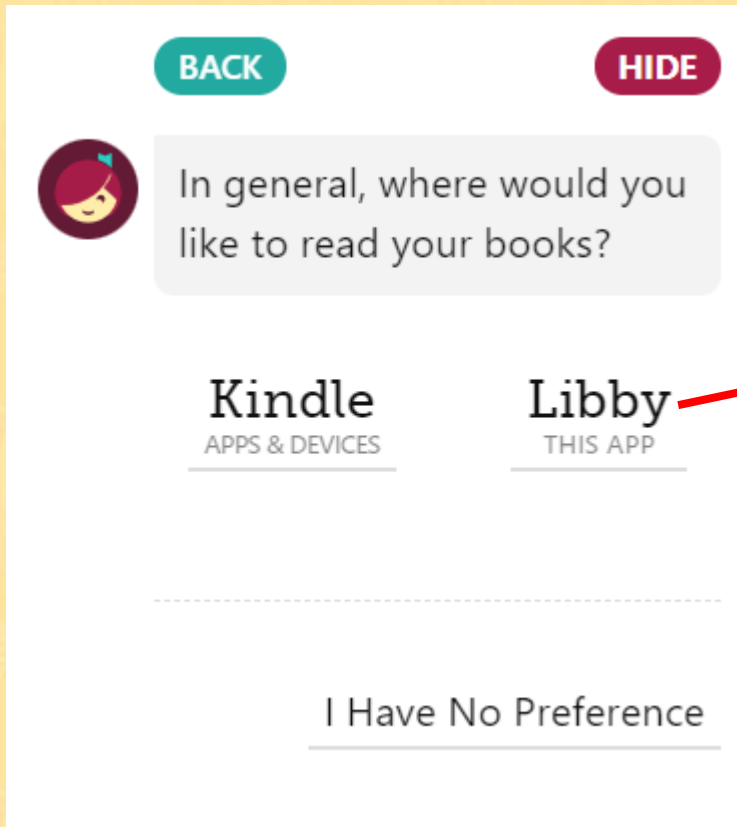 BACK HIDE
In general, where would you
like to read your books?
Kindle Libby
APPS & DEVICES THIS APP
I Have No Preference